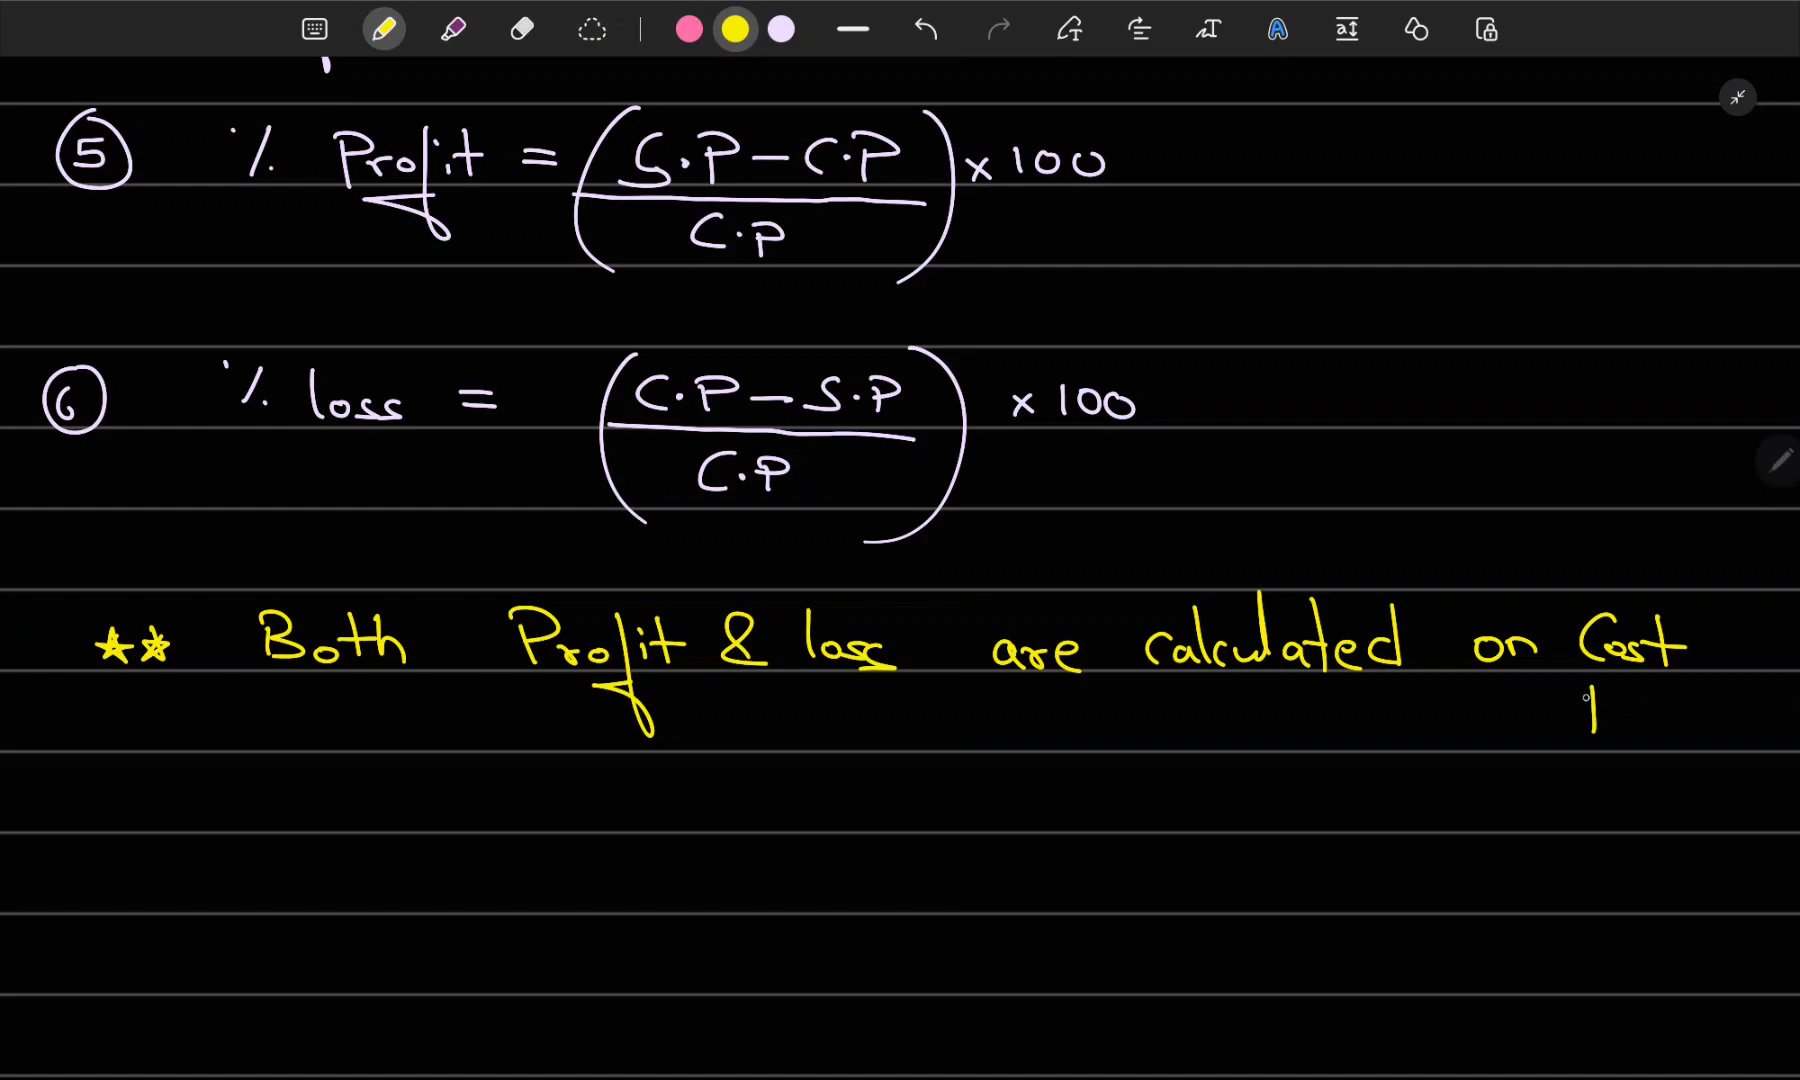 ⑤ % Profit = (S.P - C.P / C.P) × 100
⑥ % loss = (C.P - S.P / C.P) × 100
** Both Profit & loss are calculated on Cost